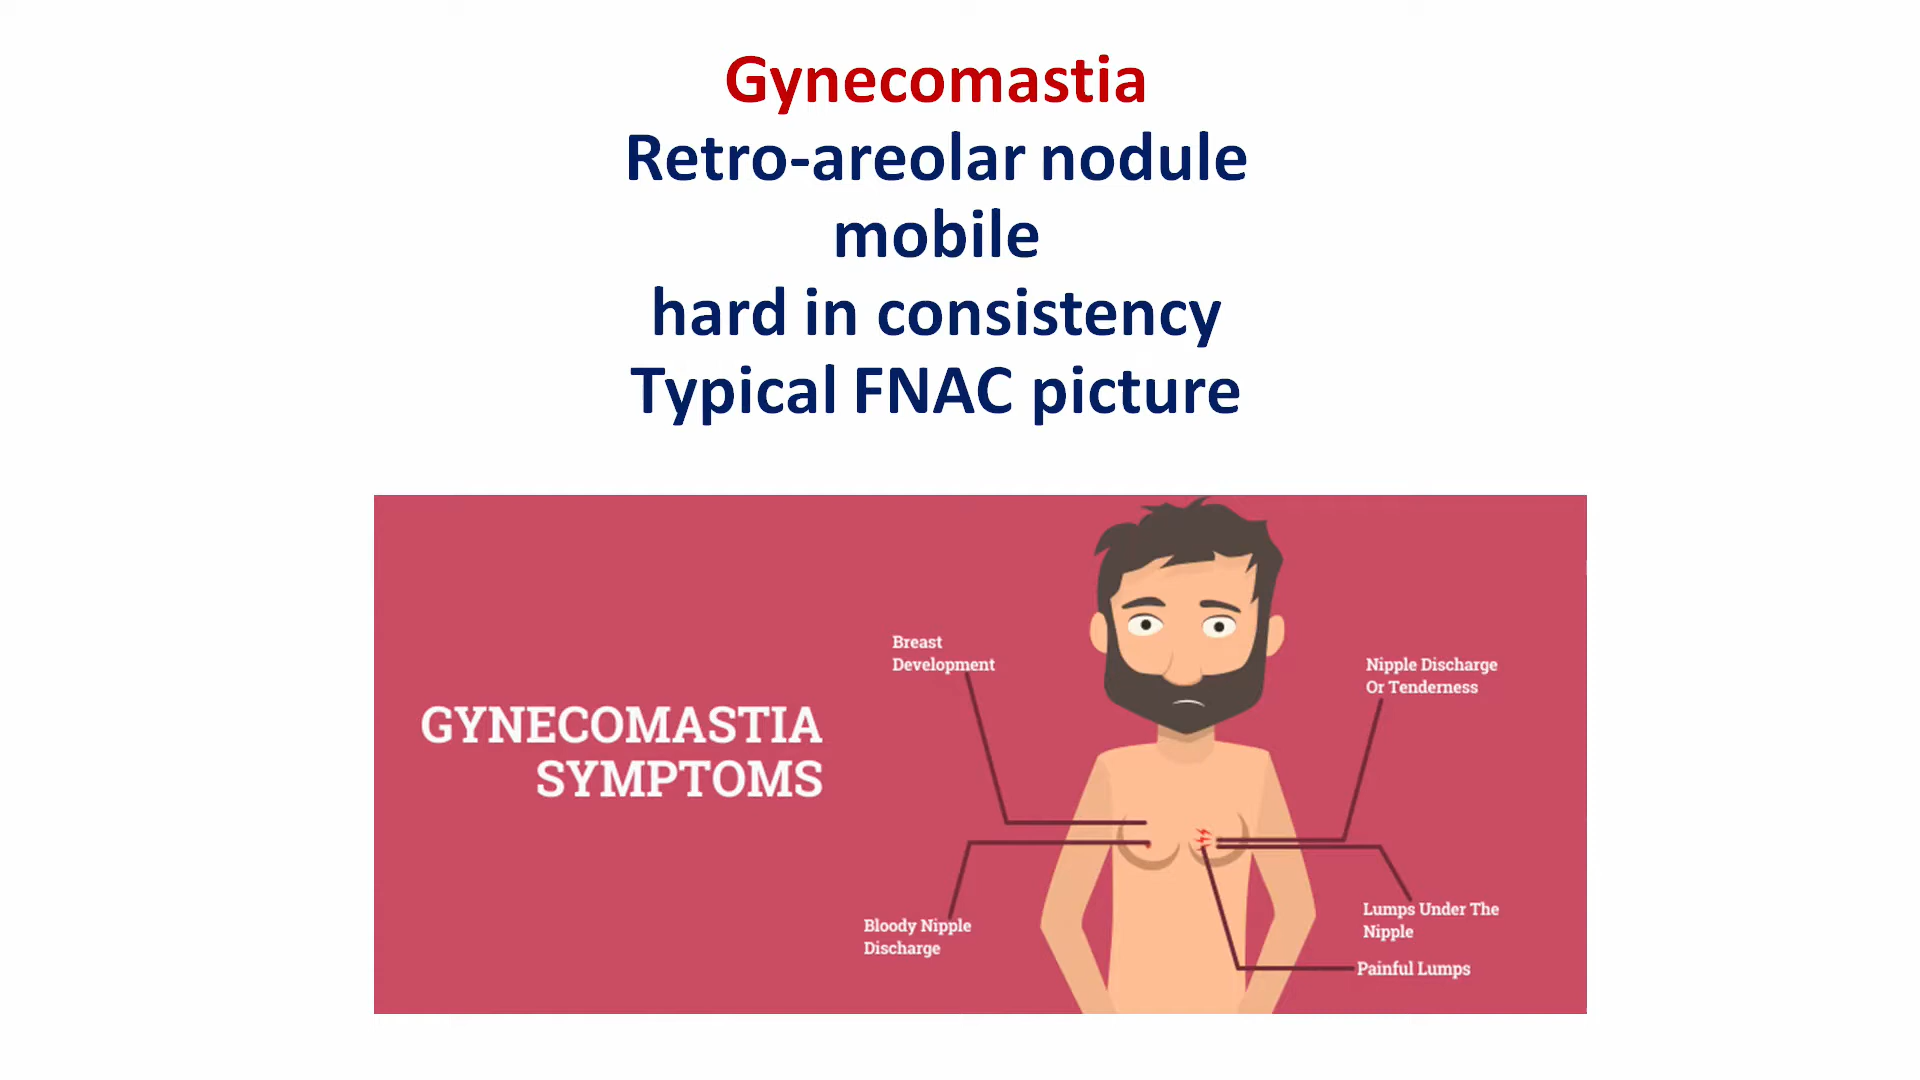 Gynecomastia
Retro-areolar nodule
mobile
hard in consistency
Typical FNAC picture
GYNECOMASTIA
SYMPTOMS
Breast
Development
Nipple Discharge
Or Tenderness
Bloody Nipple
Discharge
Lumps Under The
Nipple
Painful Lumps